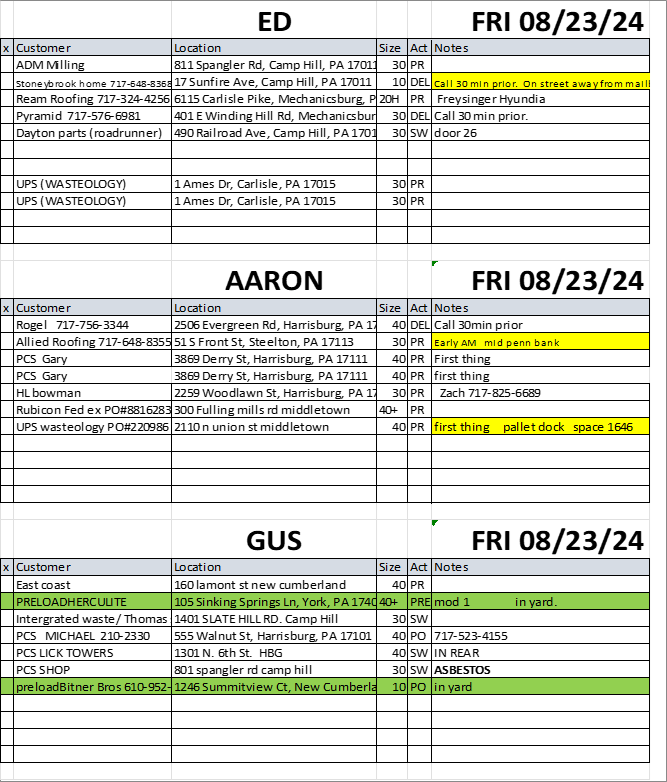 ED FRI 08/23/24
x Customer Location Size Act Notes
ADM Milling 811 Spangler Rd, Camp Hill, PA 17011 30 PR
Stoneybrook home 717-648-8368 17 Sunfire Ave, Camp Hill, PA 17011 10 DEL Call 30 min prior. On street away from maili
Ream Roofing 717-324-4256 6115 Carlisle Pike, Mechanicsburg, P 20H PR Freysinger Hyundia
Pyramid 717-576-6981 401 E Winding Hill Rd, Mechanicsbur 30 DEL Call 30 min prior.
Dayton parts (roadrunner) 490 Railroad Ave, Camp Hill, PA 1701 30 SW door 26
UPS (WASTEOLOGY) 1 Ames Dr, Carlisle, PA 17015 30 PR
UPS (WASTEOLOGY) 1 Ames Dr, Carlisle, PA 17015 30 PR
AARON FRI 08/23/24
x Customer Location Size Act Notes
Rogel 717-756-3344 2506 Evergreen Rd, Harrisburg, PA 17 40 DEL Call 30min prior
Allied Roofing 717-648-8355 51 S Front St, Steelton, PA 17113 30 PR Early AM mid penn bank
PCS Gary 3869 Derry St, Harrisburg, PA 17111 40 PR First thing
PCS Gary 3869 Derry St, Harrisburg, PA 17111 40 PR first thing
HL bowman 2259 Woodlawn St, Harrisburg, PA 17 30 PR Zach 717-825-6689
Rubicon Fed ex PO#8816283 300 Fulling mills rd middletown 40+ PR
UPS wasteology PO#220986 2110 n union st middletown 40 PR first thing pallet dock space 1646
GUS FRI 08/23/24
x Customer Location Size Act Notes
East coast 160 lamont st new cumberland 40 PR
PRELOADHERCULITE 105 Sinking Springs Ln, York, PA 1740 40+ PRE mod 1 in yard.
Intergrated waste/ Thomas 1401 SLATE HILL RD. Camp Hill 30 SW
PCS MICHAEL 210-2330 555 Walnut St, Harrisburg, PA 17101 40 PO 717-523-4155
PCS LICK TOWERS 1301 N. 6th St. HBG 40 SW IN REAR
PCS SHOP 801 spangler rd camp hill 30 SW ASBESTOS
preloadBitner Bros 610-952- 1246 Summitview Ct, New Cumberla 10 PO in yard